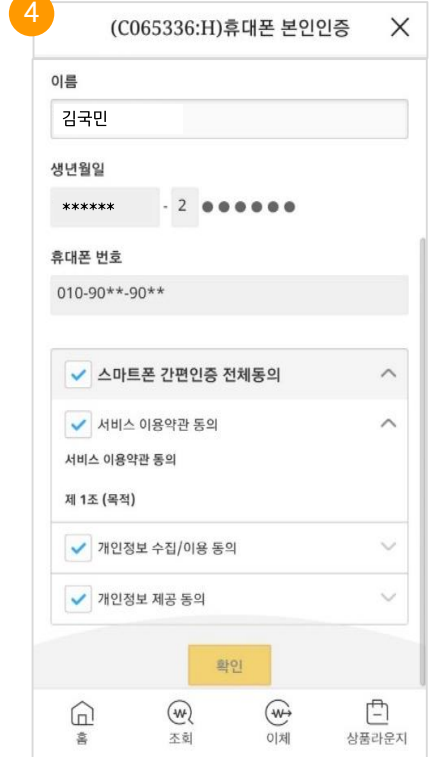 4
(C065336:H)휴대폰 본인인증
이름
김국민
생년월일
****** - 2 ●●●●●●
휴대폰 번호
010-90**-90**
스마트폰 간편인증 전체동의
서비스 이용약관 동의
서비스 이용약관 동의
제 1조 (목적)
개인정보 수집/이용 동의
개인정보 제공 동의
확인
홈 조회 이체 상품라운지